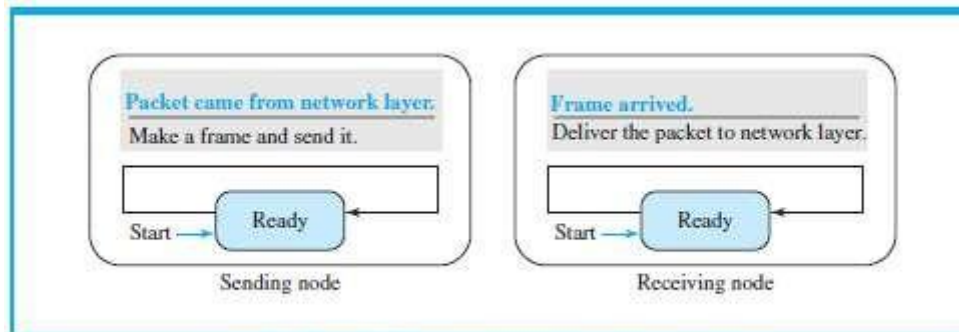 Packet came from network layer.
Make a frame and send it.
Start
Ready
Sending node
Frame arrived.
Deliver the packet to network layer.
Start
Ready
Receiving node